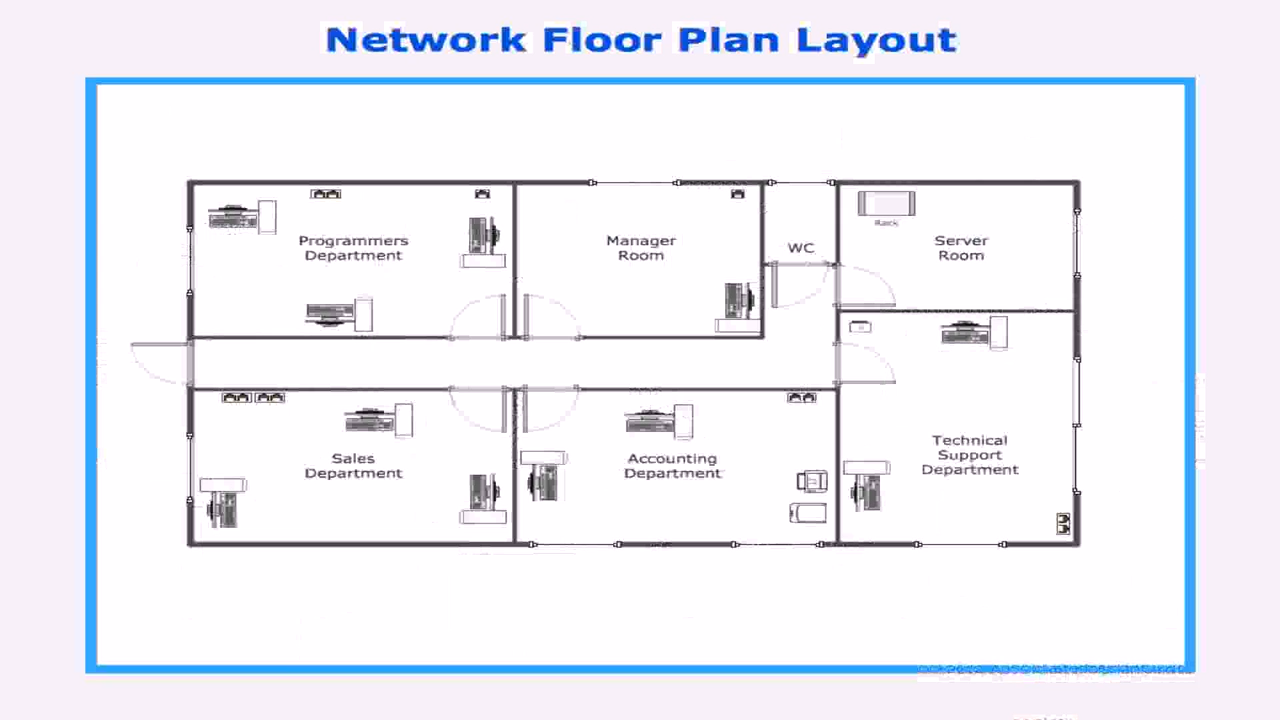 Network Floor Plan Layout
Programmers
Department
Manager
Room
WC
Rack
Server
Room
Sales
Department
Accounting
Department
Technical
Support
Department